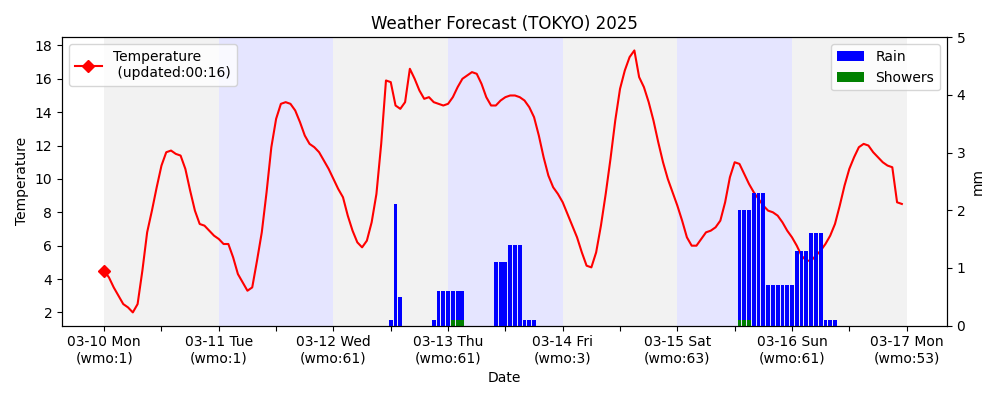 Weather Forecast (TOKYO) 2025
Temperature
(updated:00:16)
Rain
Showers
18
16
14
12
10
8
6
4
2
Temperature
5
4
3
2
1
0
mm
03-10 Mon
(wmo:1)
03-11 Tue
(wmo:1)
03-12 Wed
(wmo:61)
03-13 Thu
(wmo:61)
03-14 Fri
(wmo:3)
03-15 Sat
(wmo:63)
03-16 Sun
(wmo:61)
03-17 Mon
(wmo:53)
Date